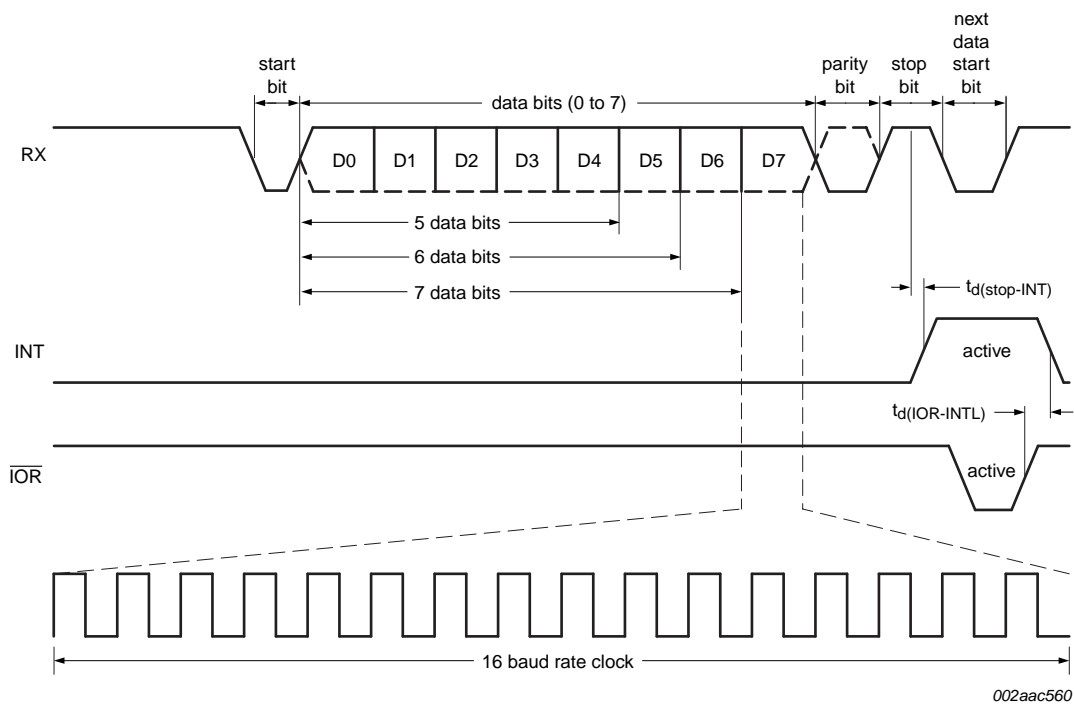 next
data
start
bit
start
bit
parity
bit
stop
bit
data bits (0 to 7)
RX
D0 D1 D2 D3 D4 D5 D6 D7
5 data bits
6 data bits
7 data bits
td(stop-INT)
INT
active
td(IOR-INTL)
IOR
active
16 baud rate clock
002aac560